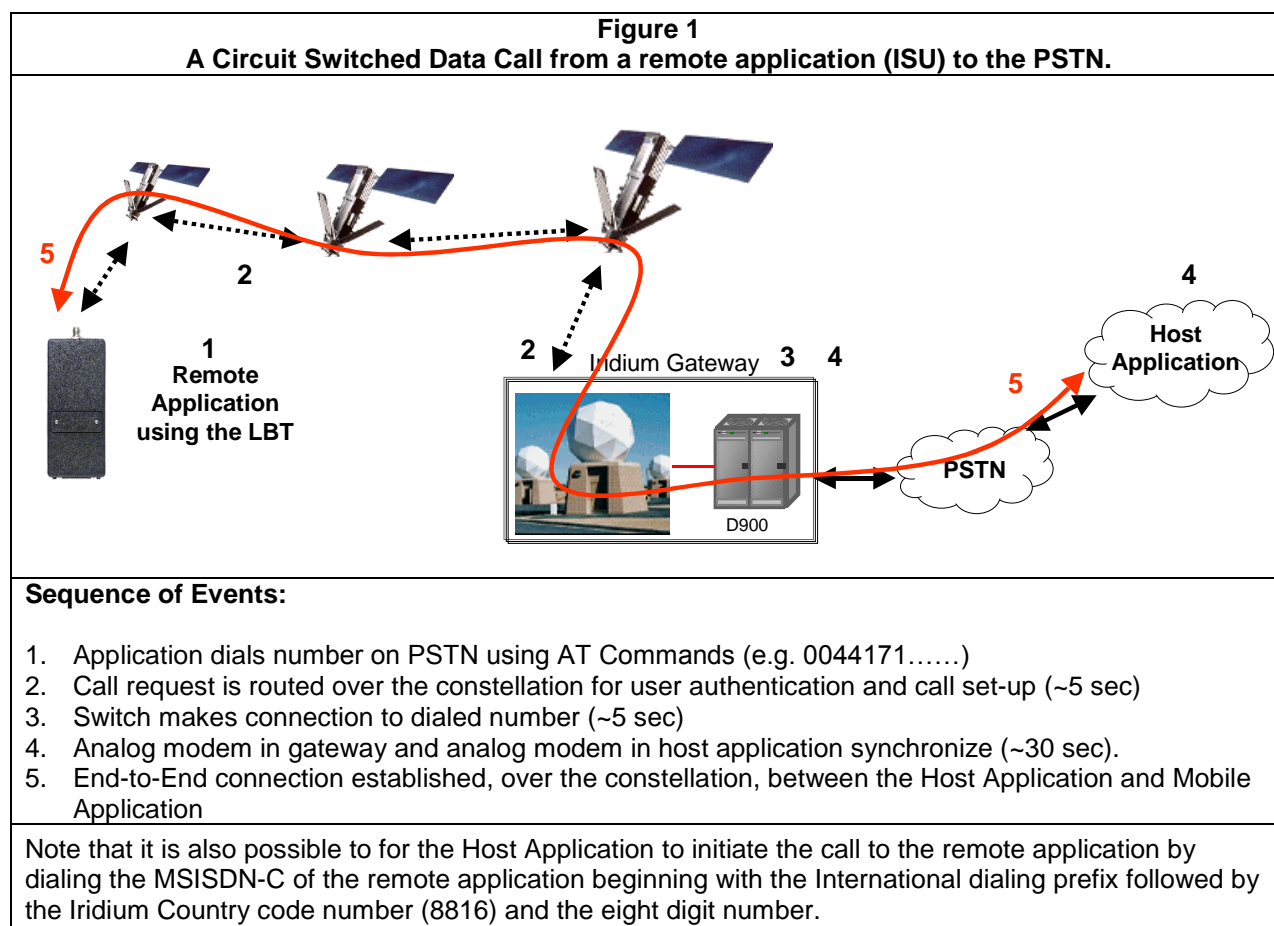 Figure 1
A Circuit Switched Data Call from a remote application (ISU) to the PSTN.
5
2
1
Remote
Application
using the LBT
2
Iridium Gateway
3
4
D900
PSTN
5
4
Host
Application
Sequence of Events:
1. Application dials number on PSTN using AT Commands (e.g. 0044171……)
2. Call request is routed over the constellation for user authentication and call set-up (~5 sec)
3. Switch makes connection to dialed number (~5 sec)
4. Analog modem in gateway and analog modem in host application synchronize (~30 sec).
5. End-to-End connection established, over the constellation, between the Host Application and Mobile
Application
Note that it is also possible to for the Host Application to initiate the call to the remote application by
dialing the MSISDN-C of the remote application beginning with the International dialing prefix followed by
the Iridium Country code number (8816) and the eight digit number.